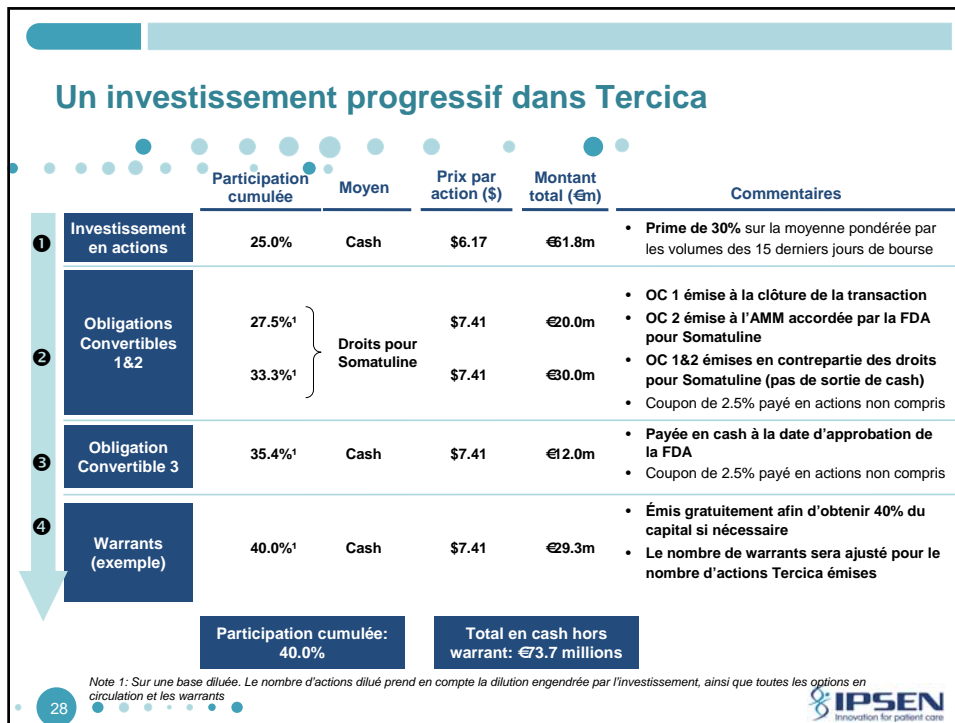 Un investissement progressif dans Tercica
Participation
cumulée
Moyen
Prix par
action ($)
Montant
total (€m)
Commentaires
❶
Investissement
en actions
25.0%
Cash
$6.17
€61.8m
• Prime de 30% sur la moyenne pondérée par
les volumes des 15 derniers jours de bourse
❷
Obligations
Convertibles
1&2
27.5%¹
33.3%¹
Droits pour
Somatuline
$7.41
$7.41
€20.0m
€30.0m
• OC 1 émise à la clôture de la transaction
• OC 2 émise à l’AMM accordée par la FDA
pour Somatuline
• OC 1&2 émises en contrepartie des droits
pour Somatuline (pas de sortie de cash)
• Coupon de 2.5% payé en actions non compris
❸
Obligation
Convertible 3
35.4%¹
Cash
$7.41
€12.0m
• Payée en cash à la date d’approbation de
la FDA
• Coupon de 2.5% payé en actions non compris
❹
Warrants
(exemple)
40.0%¹
Cash
$7.41
€29.3m
• Émis gratuitement afin d’obtenir 40% du
capital si nécessaire
• Le nombre de warrants sera ajusté pour le
nombre d’actions Tercica émises
Participation cumulée:
40.0%
Total en cash hors
warrant: €73.7 millions
Note 1: Sur une base diluée. Le nombre d’actions dilué prend en compte la dilution engendrée par l’investissement, ainsi que toutes les options en
circulation et les warrants
28
IPSEN
Innovation for patient care